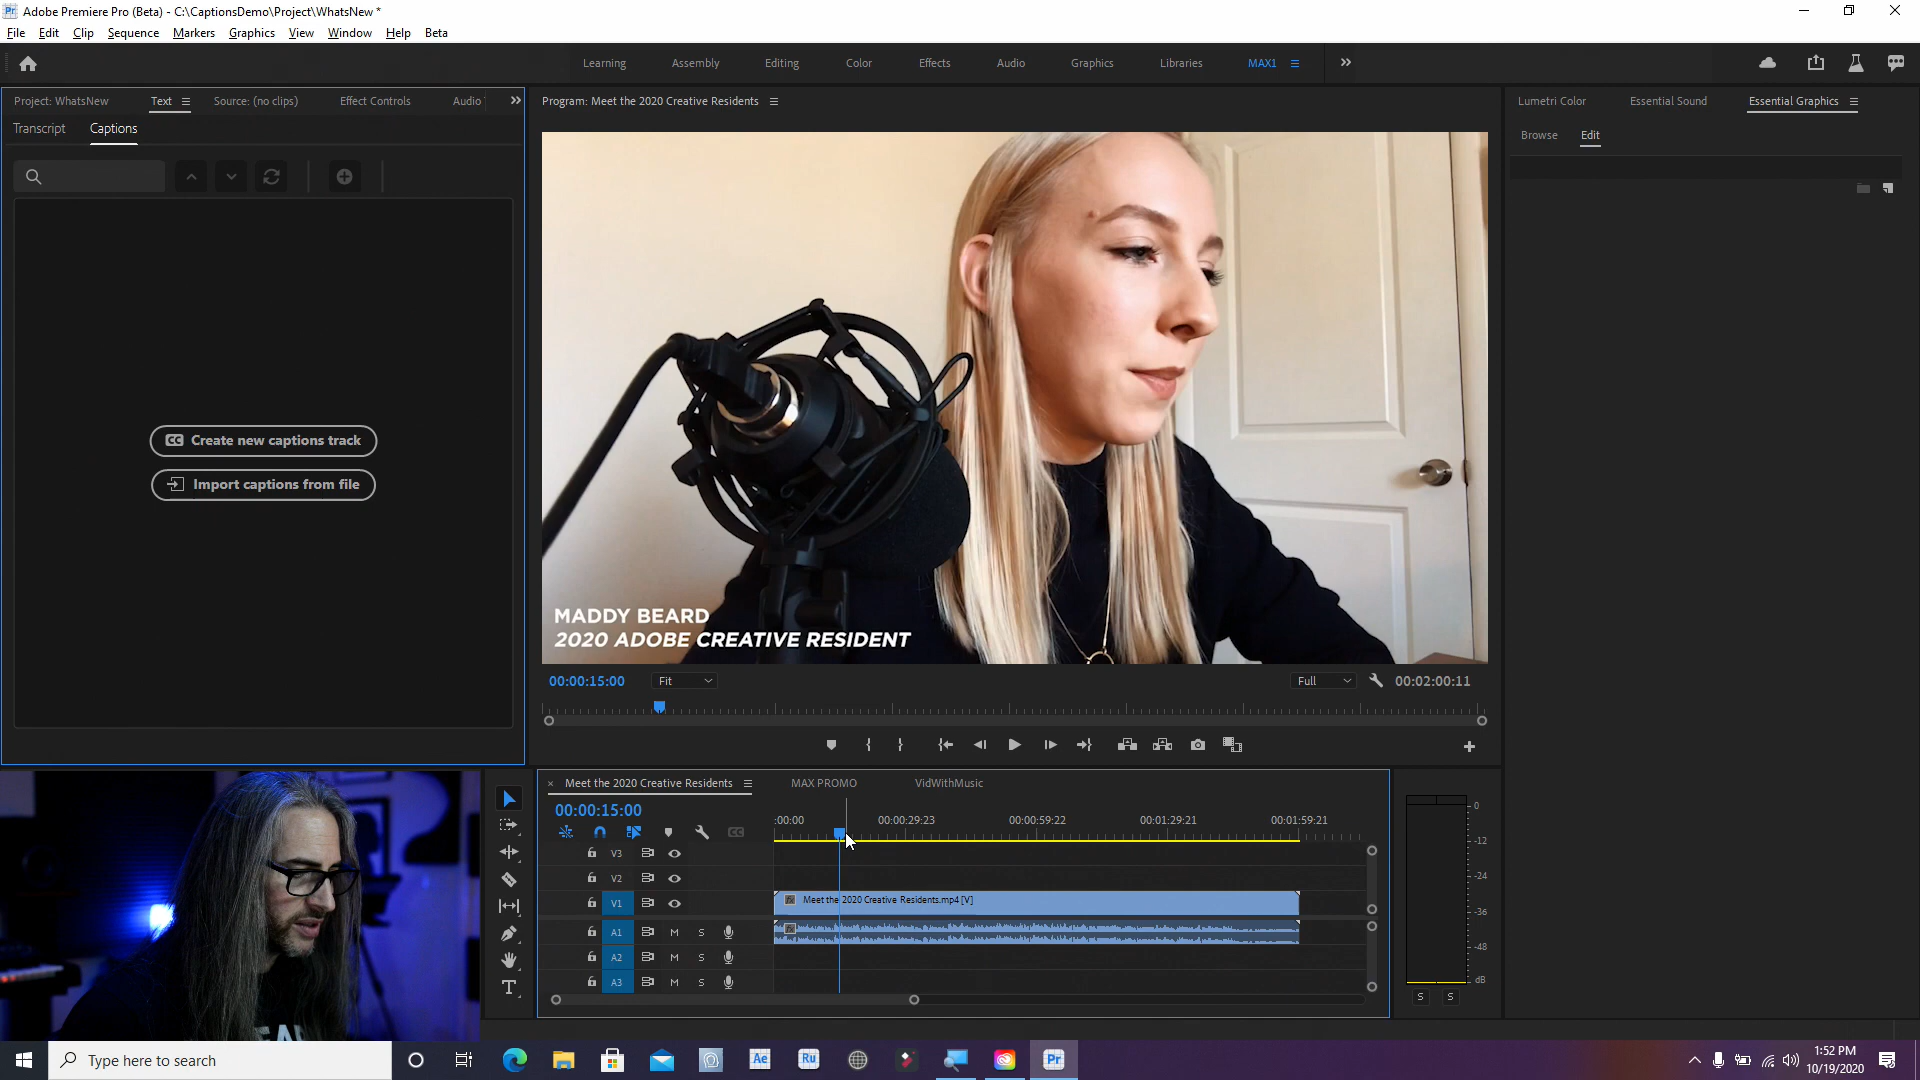 Adobe Premiere Pro (Beta) - C:\CaptionsDemo\Project\WhatsNew *
File Edit Clip Sequence Markers Graphics View Window Help Beta
Learning Assembly Editing Color Effects Audio Graphics Libraries MAX1
Project: WhatsNew Text Source: (no clips) Effect Controls Audio
Transcript Captions
CC Create new captions track
Import captions from file
Program: Meet the 2020 Creative Residents
MADDY BEARD
2020 ADOBE CREATIVE RESIDENT
00:00:15:00 Fit Full 00:02:00:11
Lumetri Color Essential Sound Essential Graphics
Browse Edit
Meet the 2020 Creative Residents MAX PROMO VidWithMusic
00:00:15:00
:00:00 00:00:29:23 00:00:59:22 00:01:29:21 00:01:59:21
CC
V3
V2
V1 fx Meet the 2020 Creative Residents.mp4 [V]
A1 M S
A2 M S
A3 M S
T
0
-12
-24
-36
-48
dB
S S
Type here to search
Ae Ru Pr
1:52 PM
10/19/2020